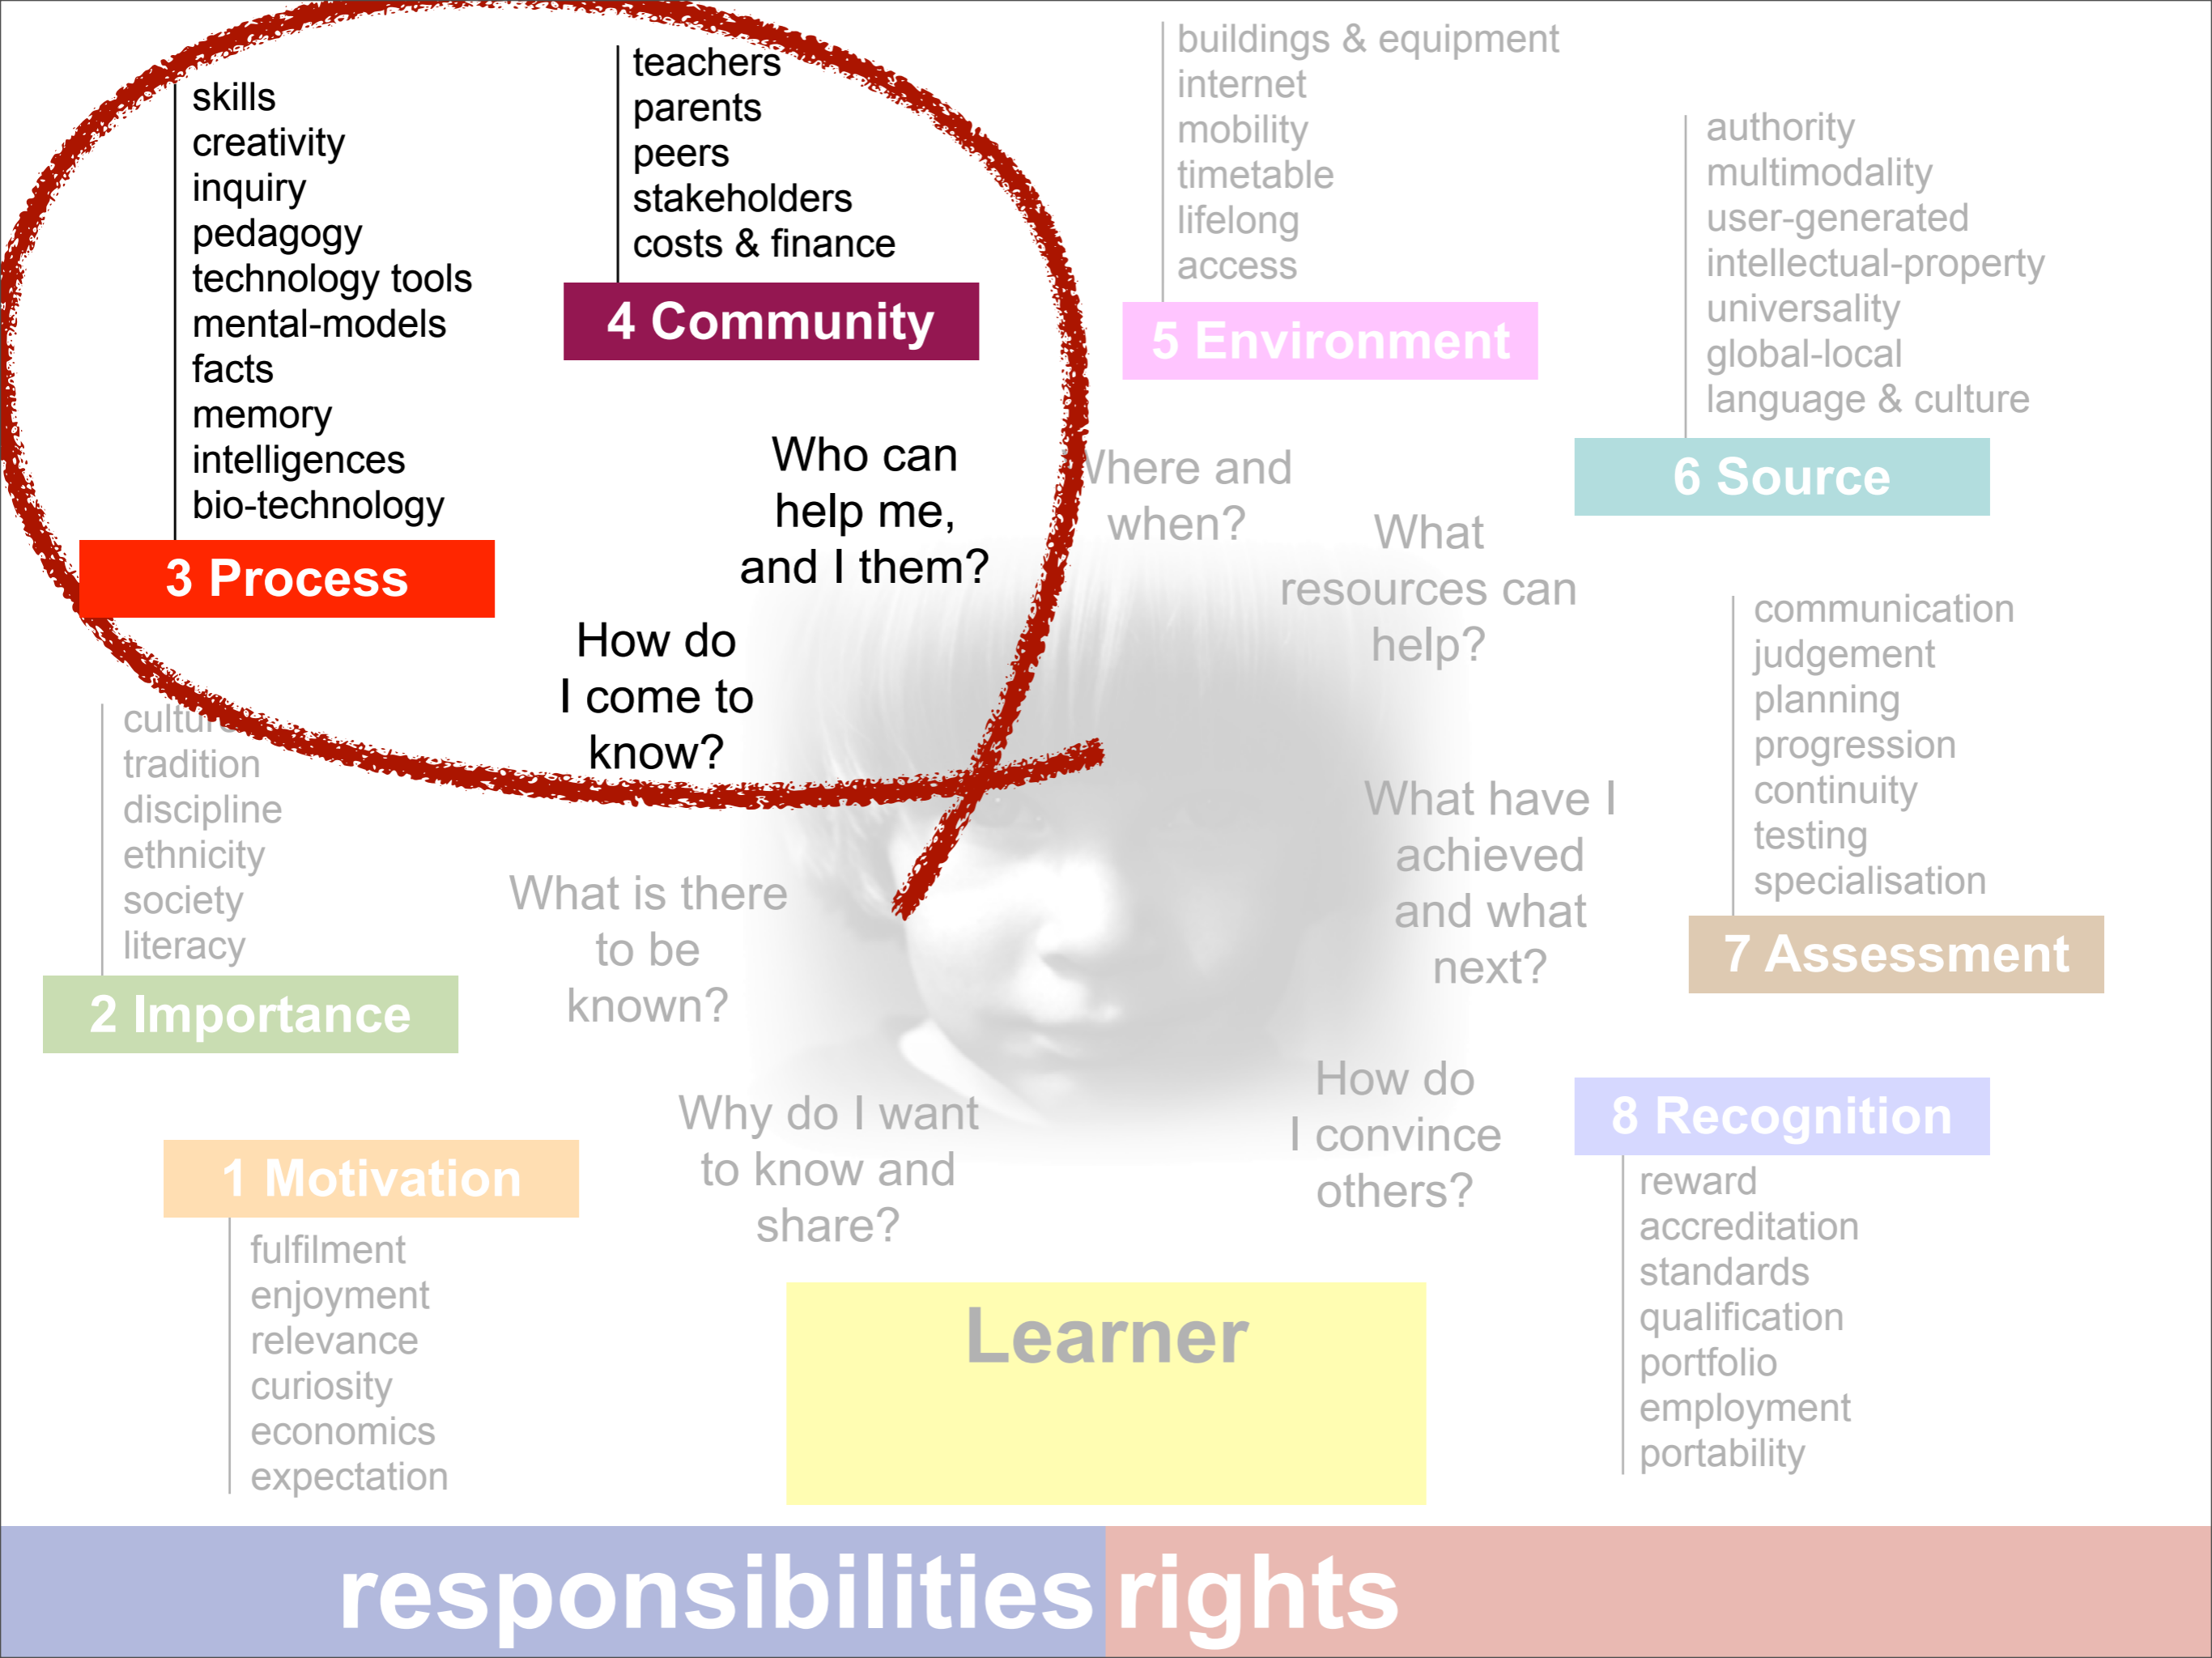 skills
creativity
inquiry
pedagogy
technology tools
mental-models
facts
memory
intelligences
bio-technology
3 Process
teachers
parents
peers
stakeholders
costs & finance
4 Community
buildings & equipment
internet
mobility
timetable
lifelong
access
5 Environment
authority
multimodality
user-generated
intellectual-property
universality
global-local
language & culture
6 Source
Who can
help me,
and I them?
How do
I come to
know?
Where and
when?
What
resources can
help?
culture
tradition
discipline
ethnicity
society
literacy
2 Importance
What is there
to be
known?
What have I
achieved
and what
next?
communication
judgement
planning
progression
continuity
testing
specialisation
7 Assessment
1 Motivation
fulfilment
enjoyment
relevance
curiosity
economics
expectation
Why do I want
to know and
share?
How do
I convince
others?
8 Recognition
reward
accreditation
standards
qualification
portfolio
employment
portability
Learner
responsibilities rights